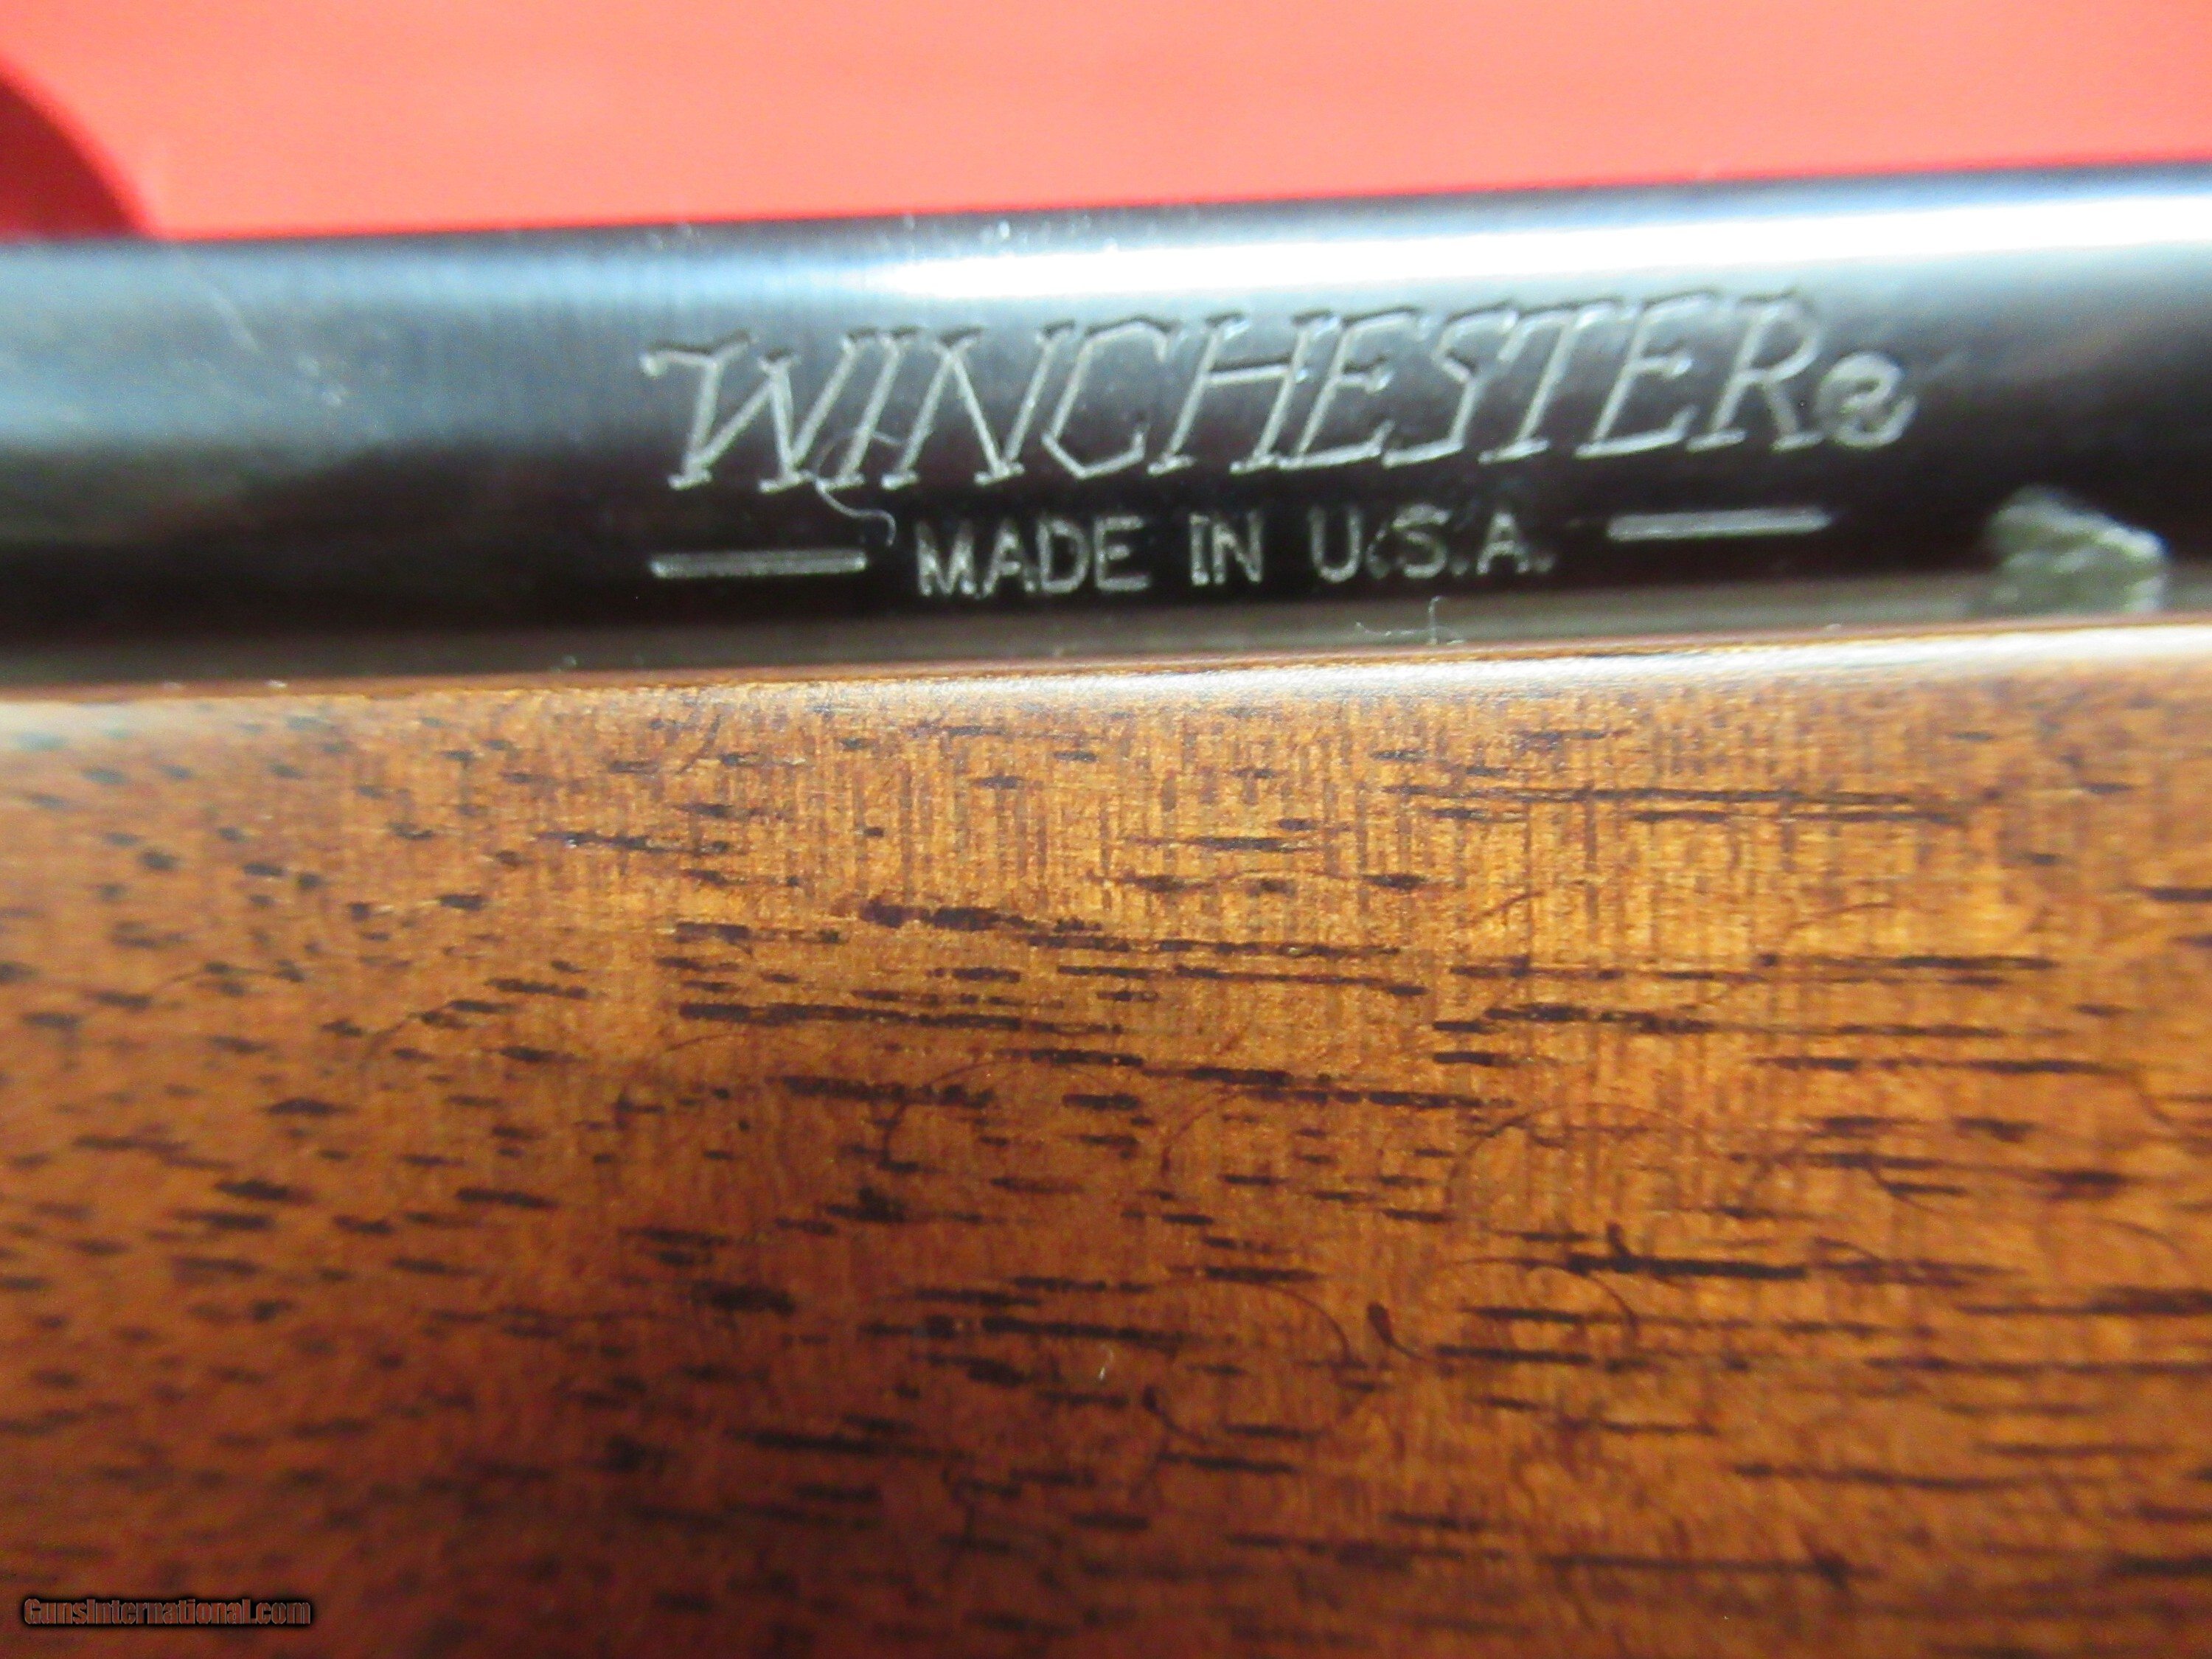 WINCHESTER®
— MADE IN U.S.A. —
GunsInternational.com